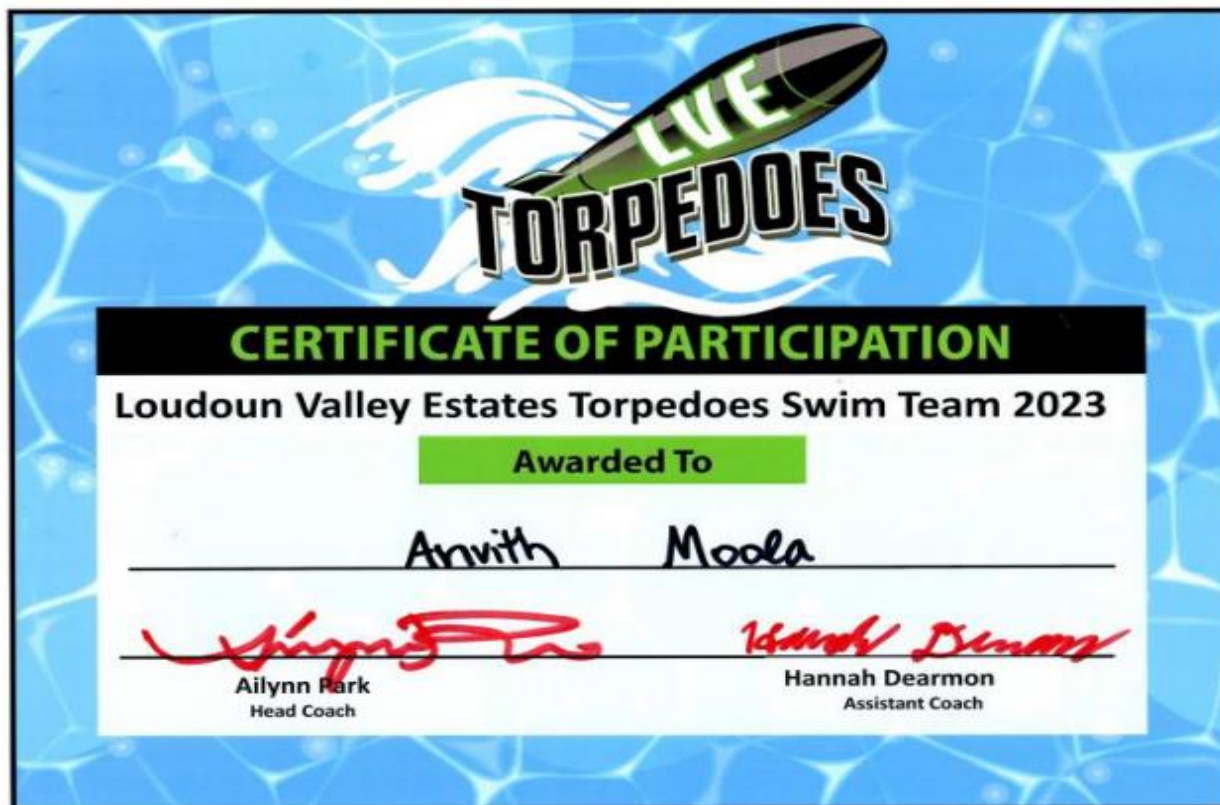 LVE
TORPEDOES
CERTIFICATE OF PARTICIPATION
Loudoun Valley Estates Torpedoes Swim Team 2023
Awarded To
Anvith Moola
Ailynn Park
Hannah Dearmon
Head Coach
Assistant Coach